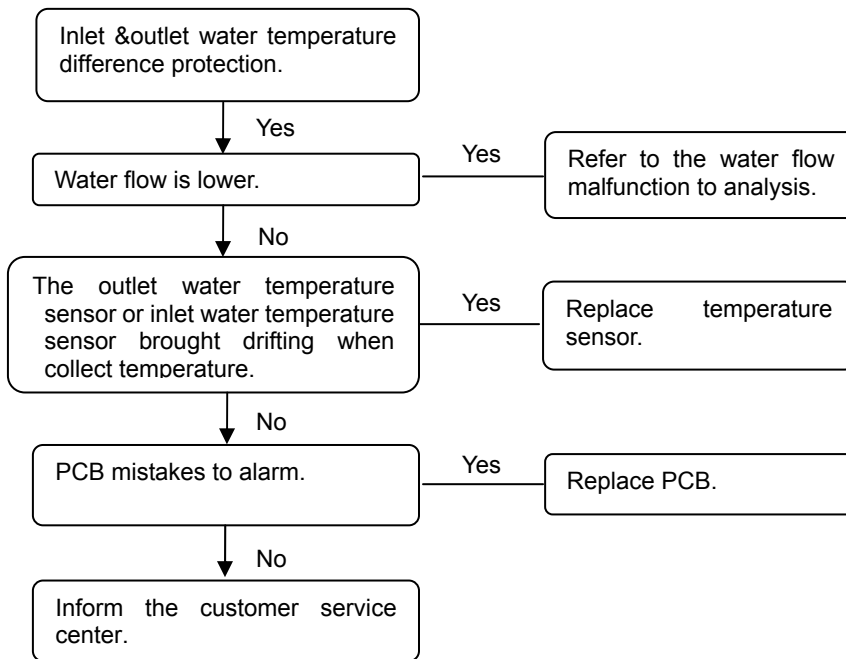 Inlet &outlet water temperature
difference protection.
Yes
Water flow is lower.
Yes
Refer to the water flow
malfunction to analysis.
No
The outlet water temperature
sensor or inlet water temperature
sensor brought drifting when
collect temperature.
Yes
Replace temperature
sensor.
No
PCB mistakes to alarm.
Yes
Replace PCB.
No
Inform the customer service
center.